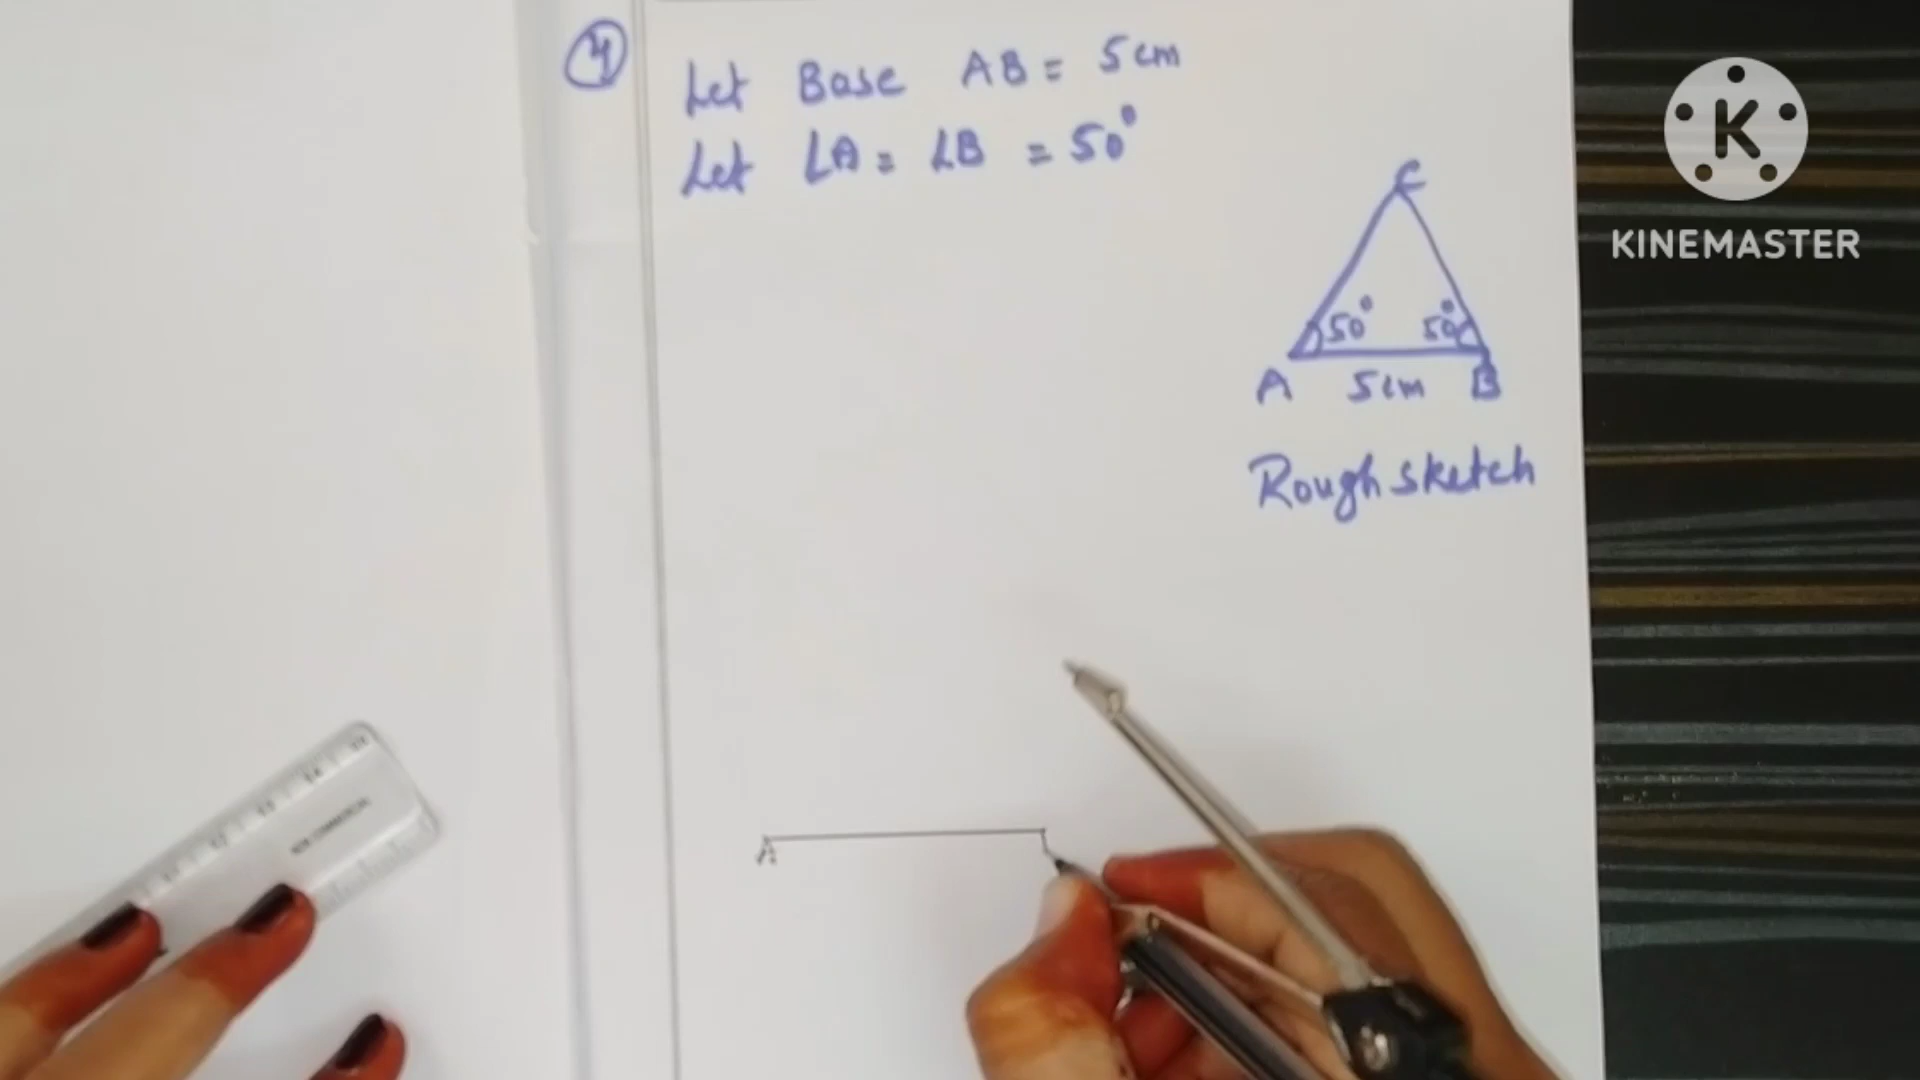 4
Let Base AB = 5cm
Let ∠A = ∠B = 50°
C
50° 50°
A 5cm B
Rough sketch
K
KINEMASTER
A